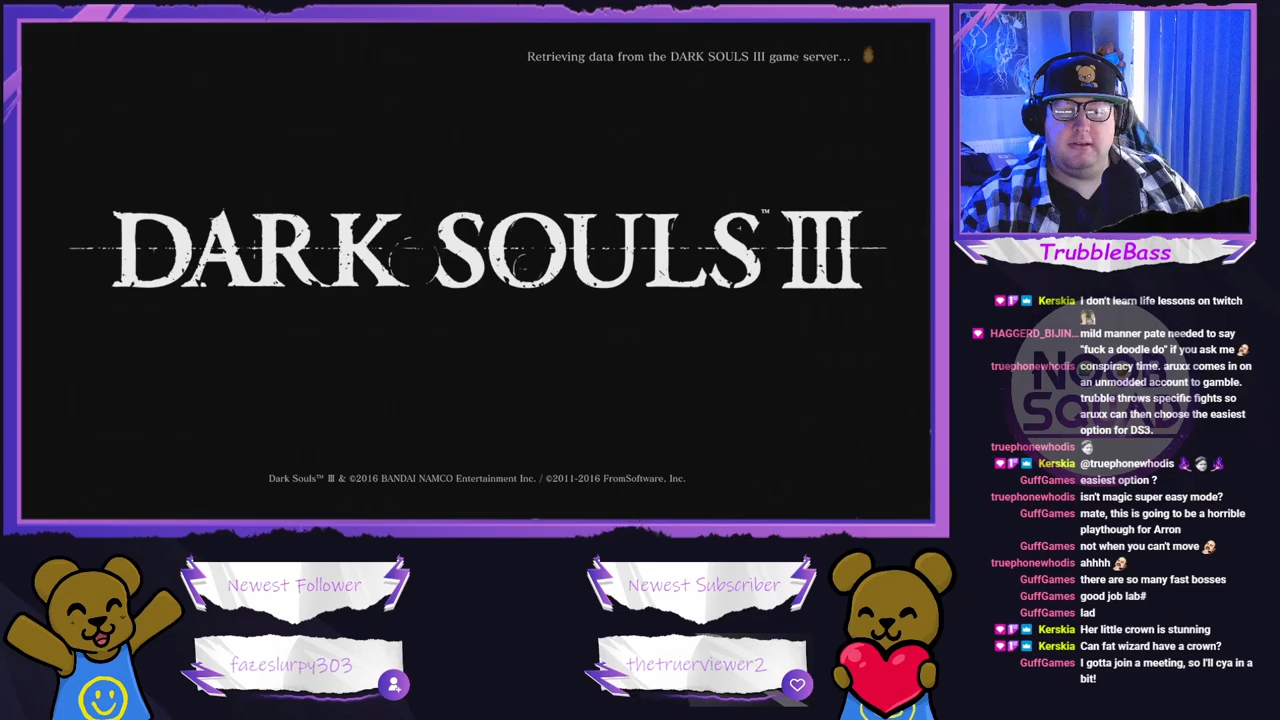 Retrieving data from the DARK SOULS III game server...
DARK SOULS™ III
Dark Souls™ III & ©2016 BANDAI NAMCO Entertainment Inc. / ©2011-2016 FromSoftware, Inc.
TrubbleBass
NOOB
SQUAD
Kerskia i don't learn life lessons on twitch
HAGGERD_BIJIN... mild manner pate needed to say
"fuck a doodle do" if you ask me
truephonewhodis conspiracy time. aruxx comes in on
an unmodded account to gamble.
trubble throws specific fights so
aruxx can then choose the easiest
option for DS3.
truephonewhodis
Kerskia @truephonewhodis
GuffGames easiest option ?
truephonewhodis isn't magic super easy mode?
GuffGames mate, this is going to be a horrible
playthough for Arron
GuffGames not when you can't move
truephonewhodis ahhhh
GuffGames there are so many fast bosses
GuffGames good job lab#
GuffGames lad
Kerskia Her little crown is stunning
Kerskia Can fat wizard have a crown?
GuffGames I gotta join a meeting, so I'll cya in a
bit!
Newest Follower
fazeslurpy303
Newest Subscriber
thetruerviewer2